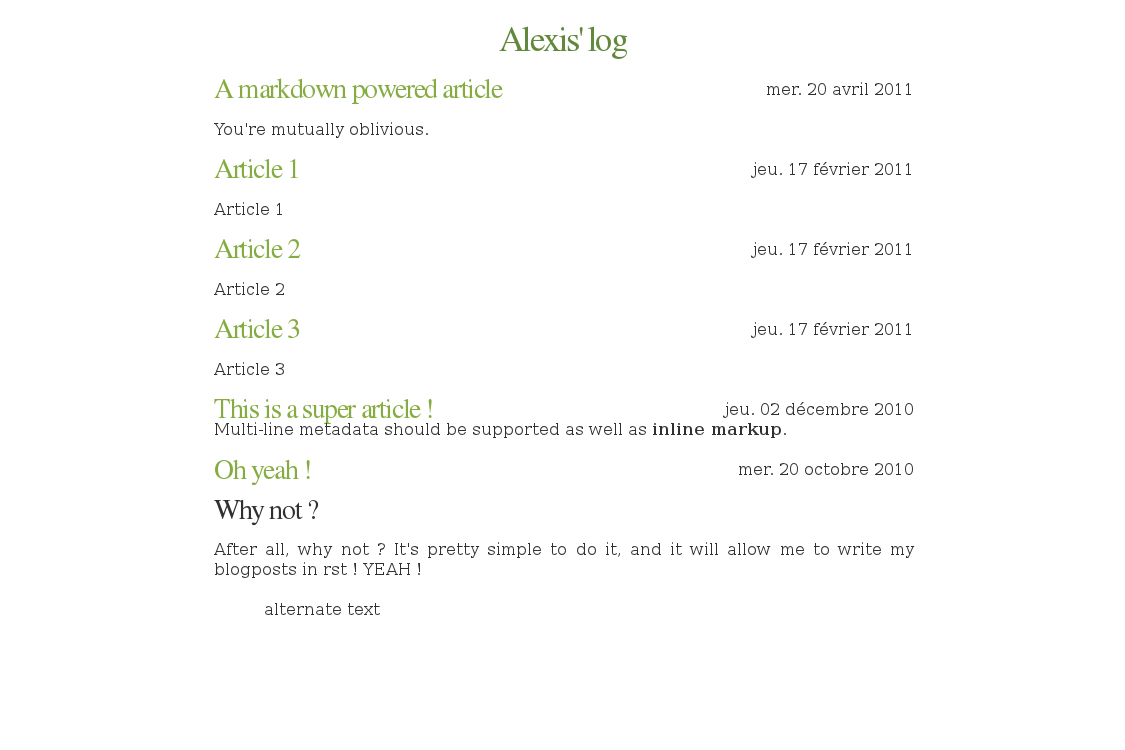 Alexis' log
A markdown powered article mer. 20 avril 2011
You're mutually oblivious.
Article 1 jeu. 17 février 2011
Article 1
Article 2 jeu. 17 février 2011
Article 2
Article 3 jeu. 17 février 2011
Article 3
This is a super article ! jeu. 02 décembre 2010
Multi-line metadata should be supported as well as inline markup.
Oh yeah ! mer. 20 octobre 2010
Why not ?
After all, why not ? It's pretty simple to do it, and it will allow me to write my
blogposts in rst ! YEAH !
alternate text